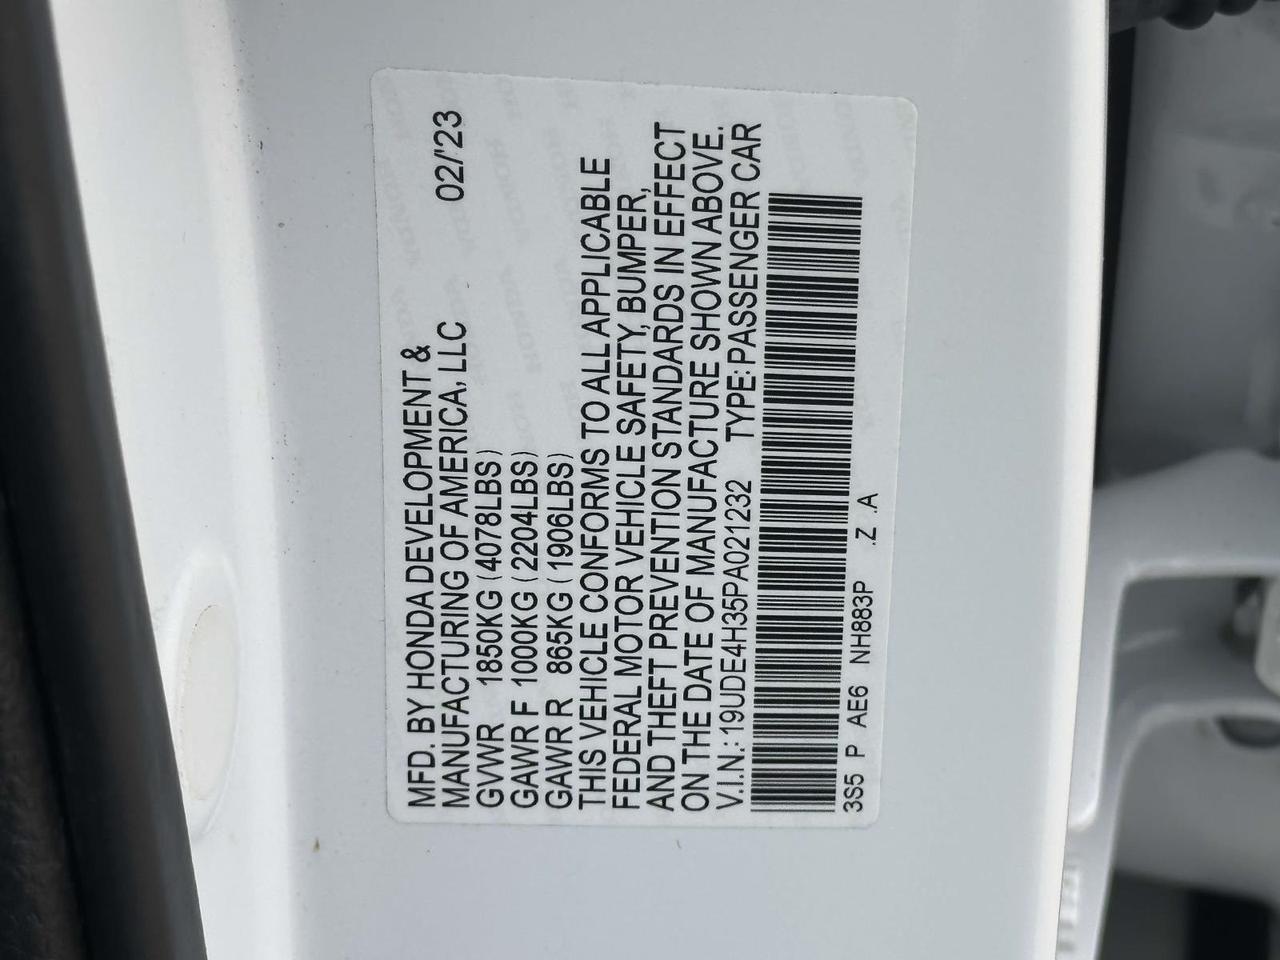 MFD. BY HONDA DEVELOPMENT &
MANUFACTURING OF AMERICA, LLC 02/'23
GVWR 1850KG (4078LBS)
GAWR F 1000KG (2204LBS)
GAWR R 865KG (1906LBS)
THIS VEHICLE CONFORMS TO ALL APPLICABLE
FEDERAL MOTOR VEHICLE SAFETY, BUMPER,
AND THEFT PREVENTION STANDARDS IN EFFECT
ON THE DATE OF MANUFACTURE SHOWN ABOVE.
V.I.N.: 19UDE4H35PA021232 TYPE: PASSENGER CAR
3S5 P AE6 NH883P .Z .A